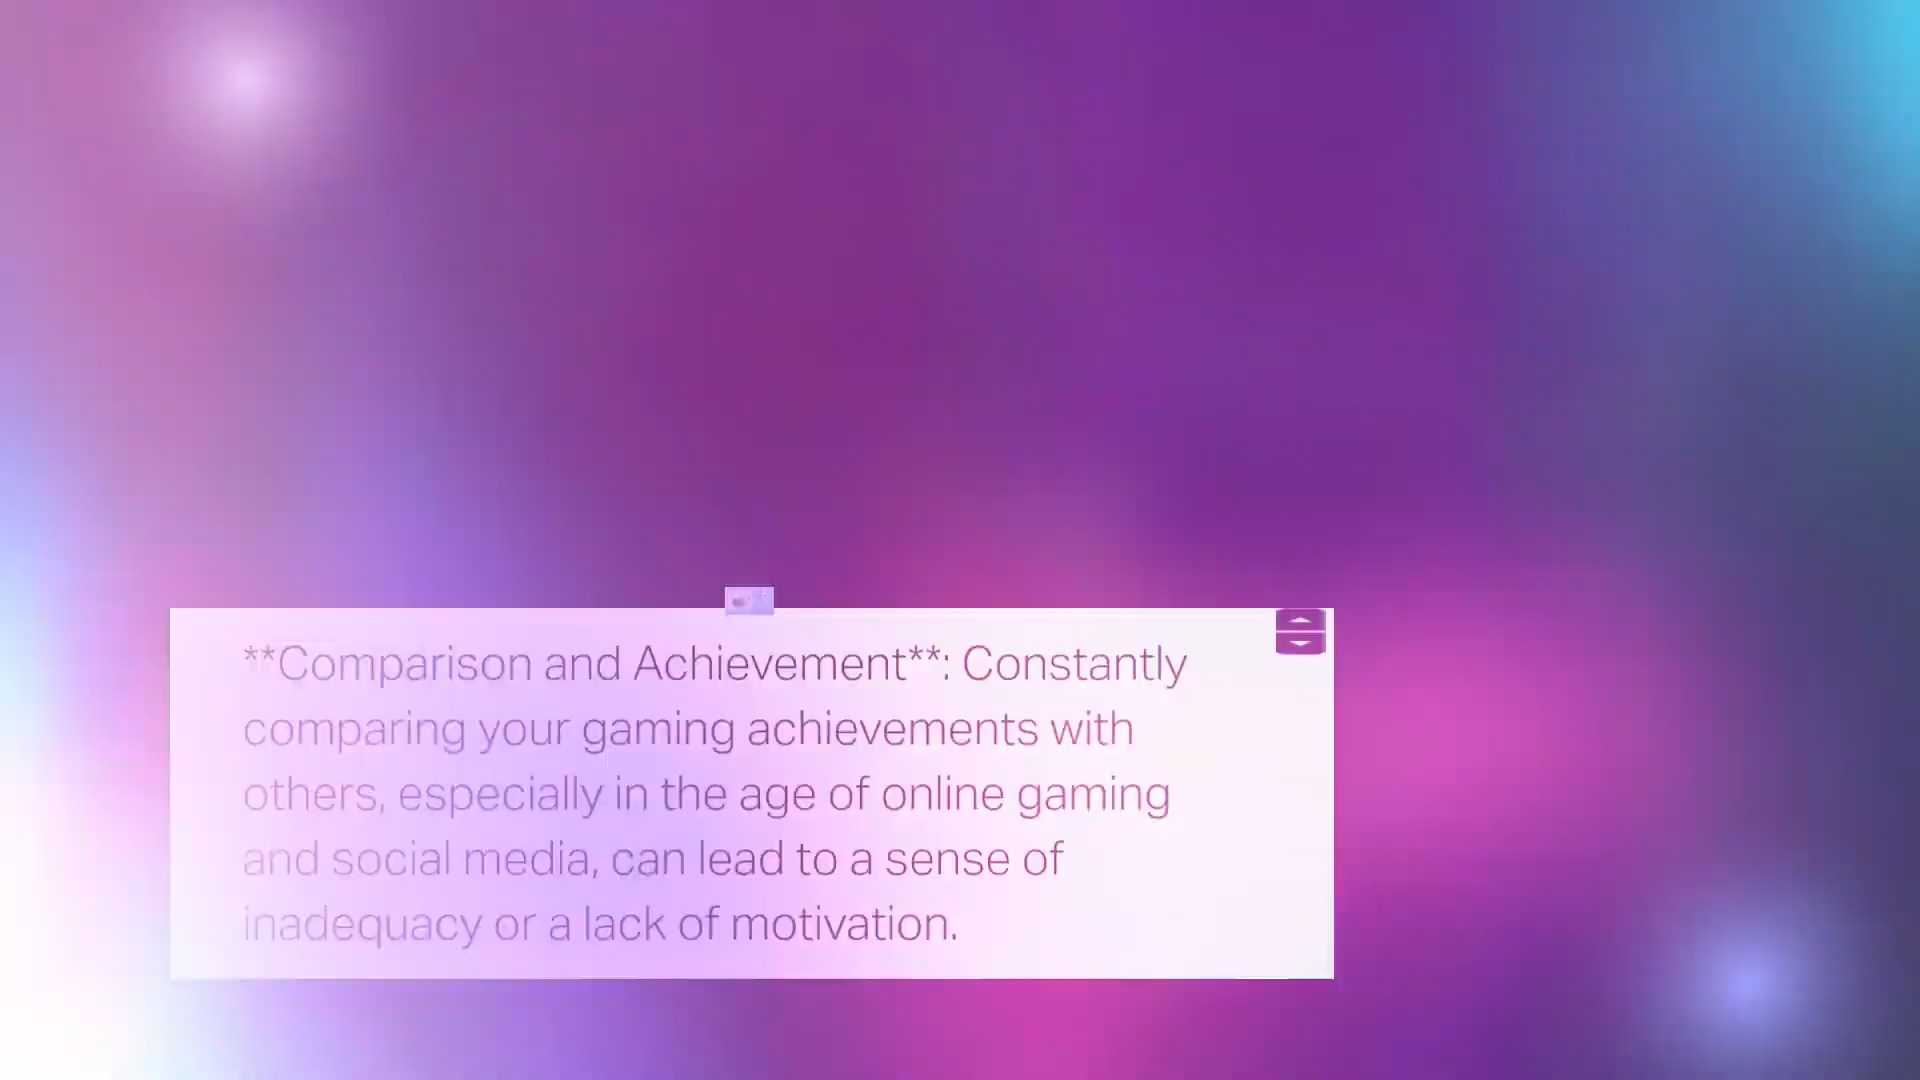 **Comparison and Achievement**: Constantly
comparing your gaming achievements with
others, especially in the age of online gaming
and social media, can lead to a sense of
inadequacy or a lack of motivation.